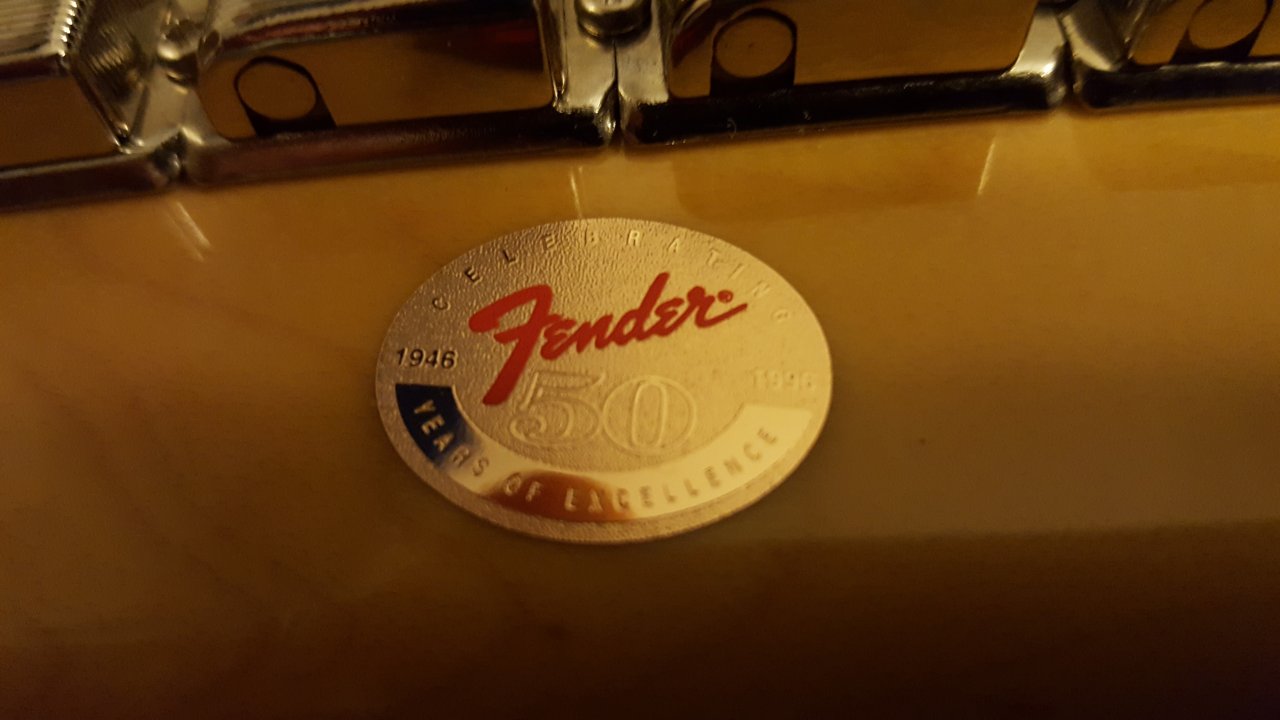 CELEBRATING
Fender®
1946
50
1996
YEARS OF EXCELLENCE